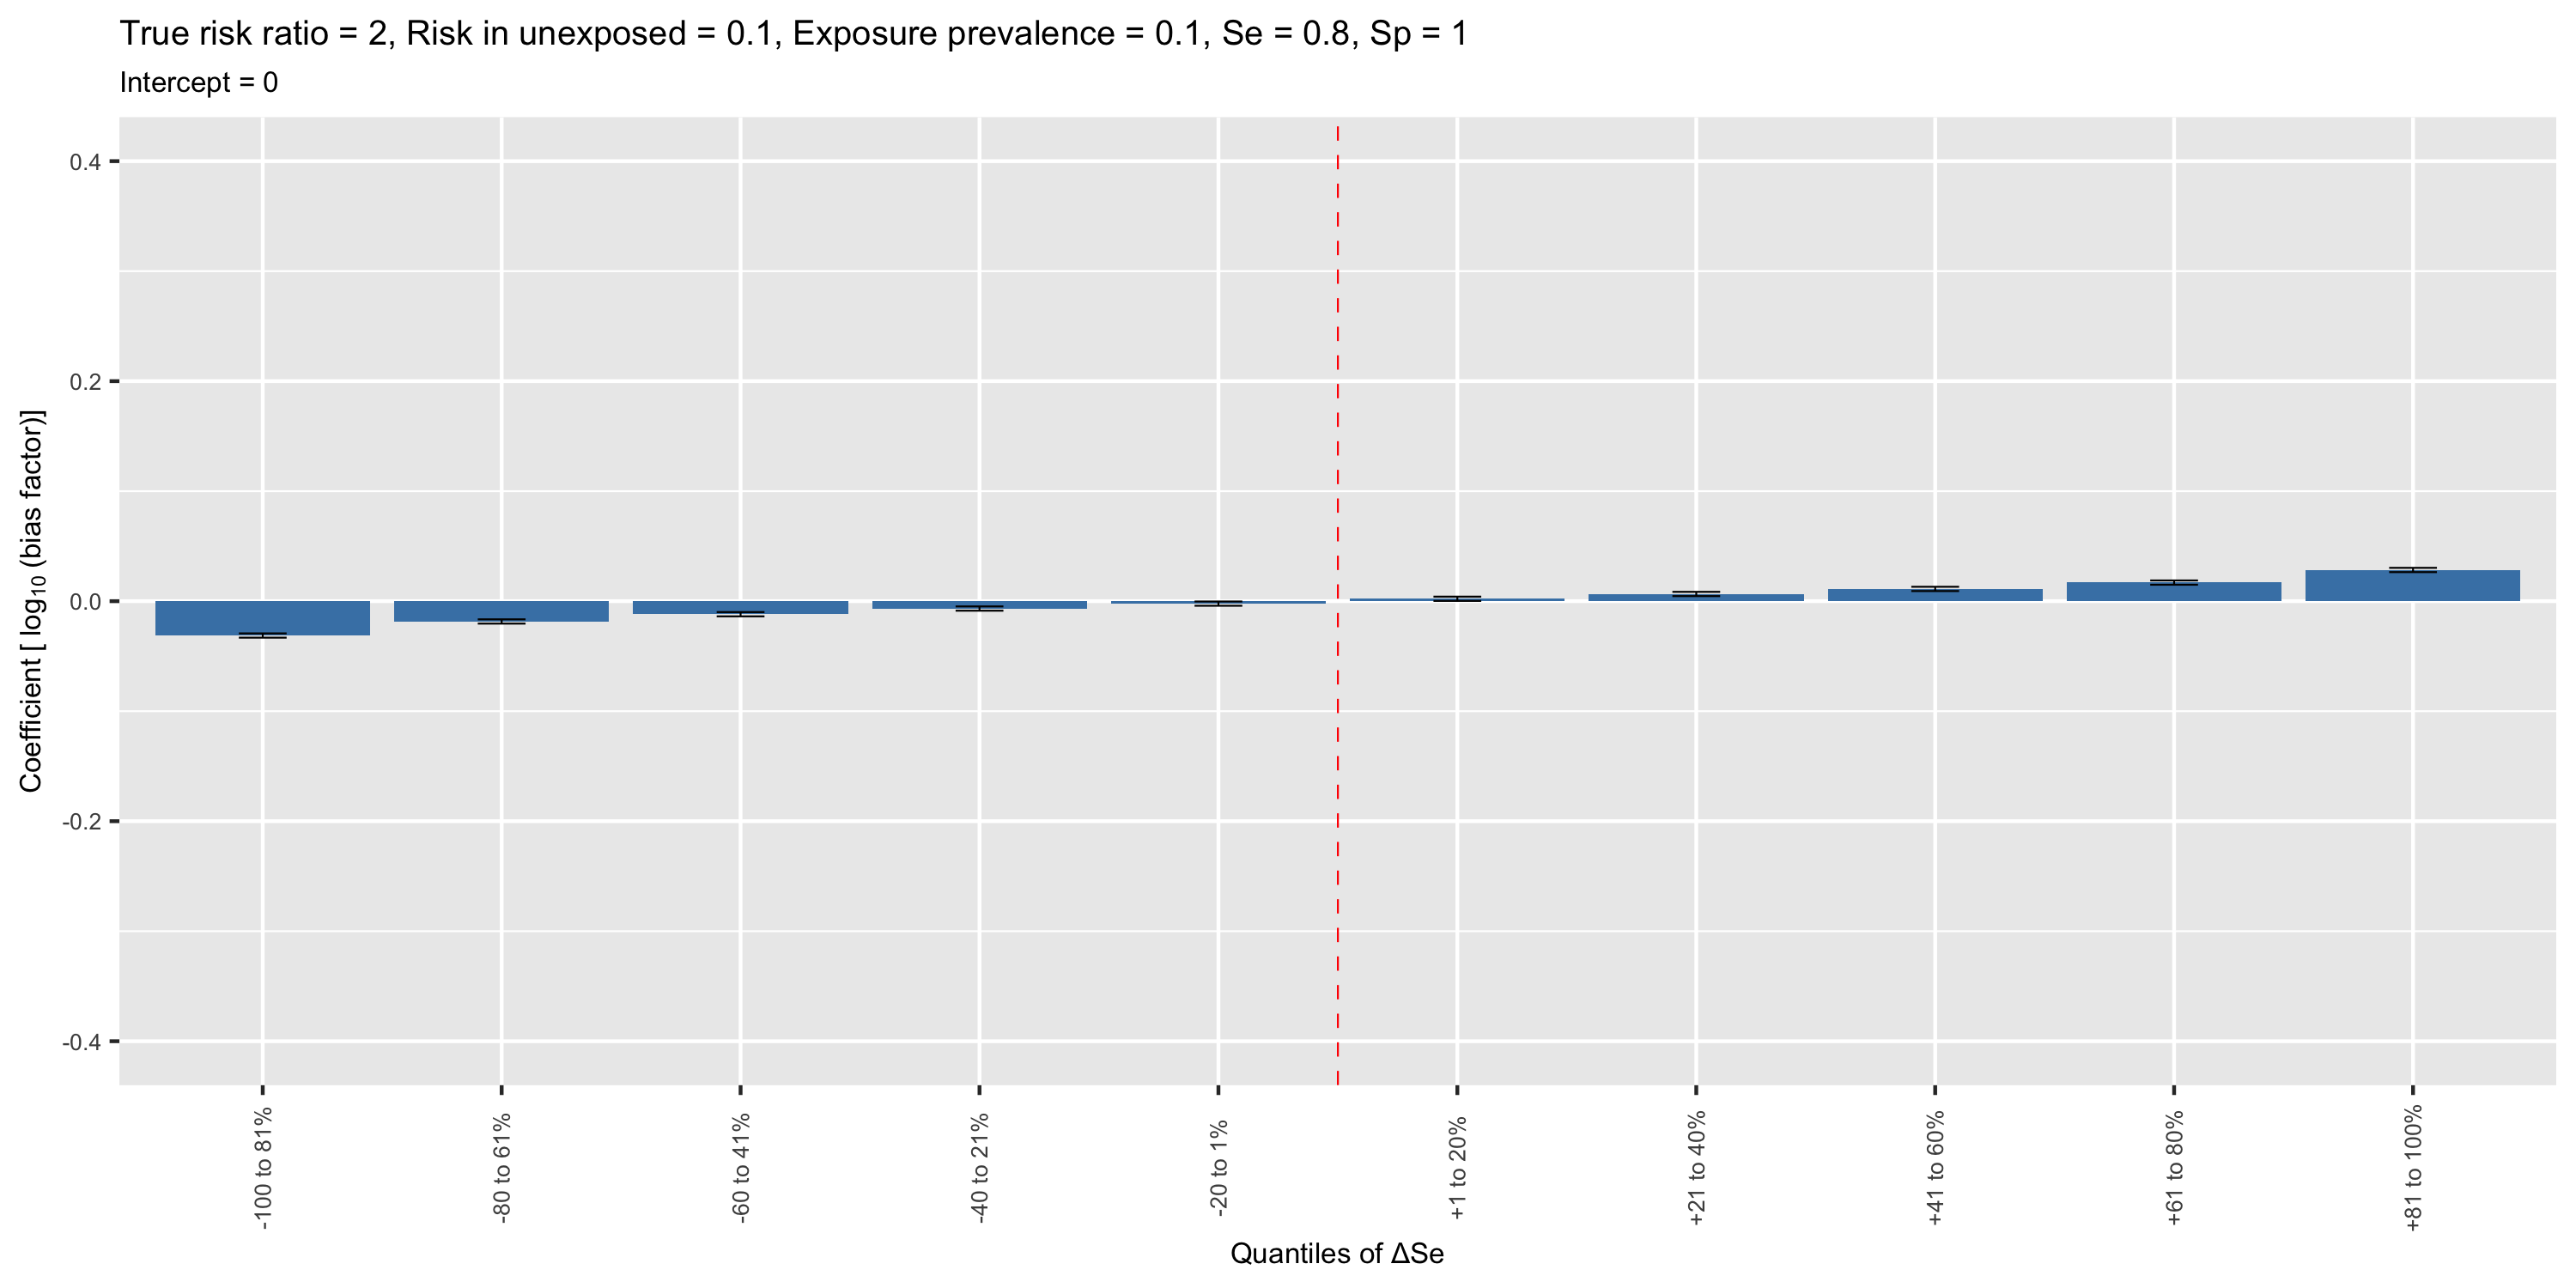 True risk ratio = 2, Risk in unexposed = 0.1, Exposure prevalence = 0.1, Se = 0.8, Sp = 1
Intercept = 0
Coefficient [ log₁₀ (bias factor)]
0.4
0.2
0.0
-0.2
-0.4
-100 to 81%
-80 to 61%
-60 to 41%
-40 to 21%
-20 to 1%
+1 to 20%
+21 to 40%
+41 to 60%
+61 to 80%
+81 to 100%
Quantiles of ΔSe